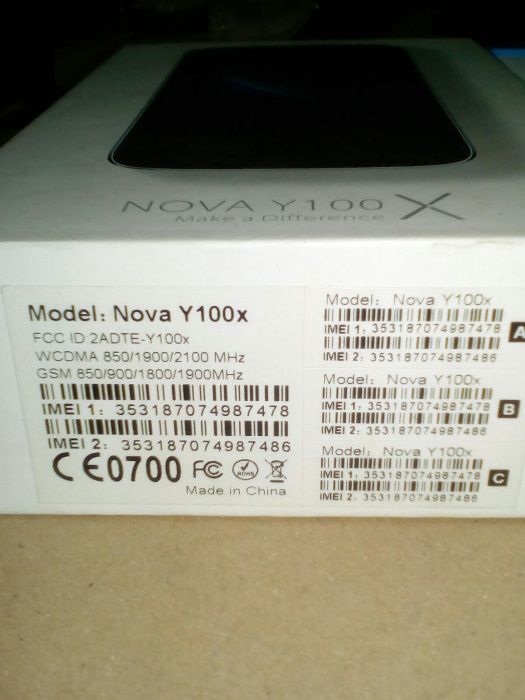 NOVA Y100 X
Make a Difference
Model: Nova Y100x
FCC ID:2ADTE-Y100x
WCDMA 850/1900/2100 MHz
GSM 850/900/1800/1900MHz
IMEI 1: 353187074987478
IMEI 2: 353187074987486
CE0700 FC RoHS
Made in China
Model: Nova Y100x
IMEI 1: 353187074987478
IMEI 2: 353187074987486
A
Model: Nova Y100x
IMEI 1: 353187074987478
IMEI 2: 353187074987486
B
Model: Nova Y100x
IMEI 1: 353187074987478
IMEI 2: 353187074987486
C